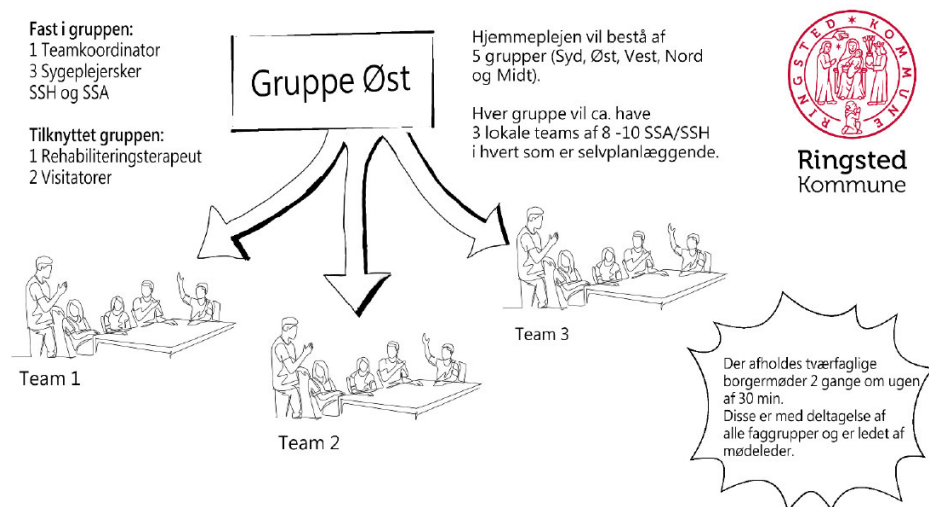 Fast i gruppen:
1 Teamkoordinator
3 Sygeplejersker
SSH og SSA
Tilknyttet gruppen:
1 Rehabiliteringsterapeut
2 Visitatorer
Gruppe Øst
Hjemmeplejen vil bestå af
5 grupper (Syd, Øst, Vest, Nord
og Midt).
Hver gruppe vil ca. have
3 lokale teams af 8 -10 SSA/SSH
i hvert som er selvplanlæggende.
RINGSTED KOMMUNE
Ringsted
Kommune
Team 1
Team 2
Team 3
Der afholdes tværfaglige
borgermøder 2 gange om ugen
af 30 min.
Disse er med deltagelse af
alle faggrupper og er ledet af
mødeleder.